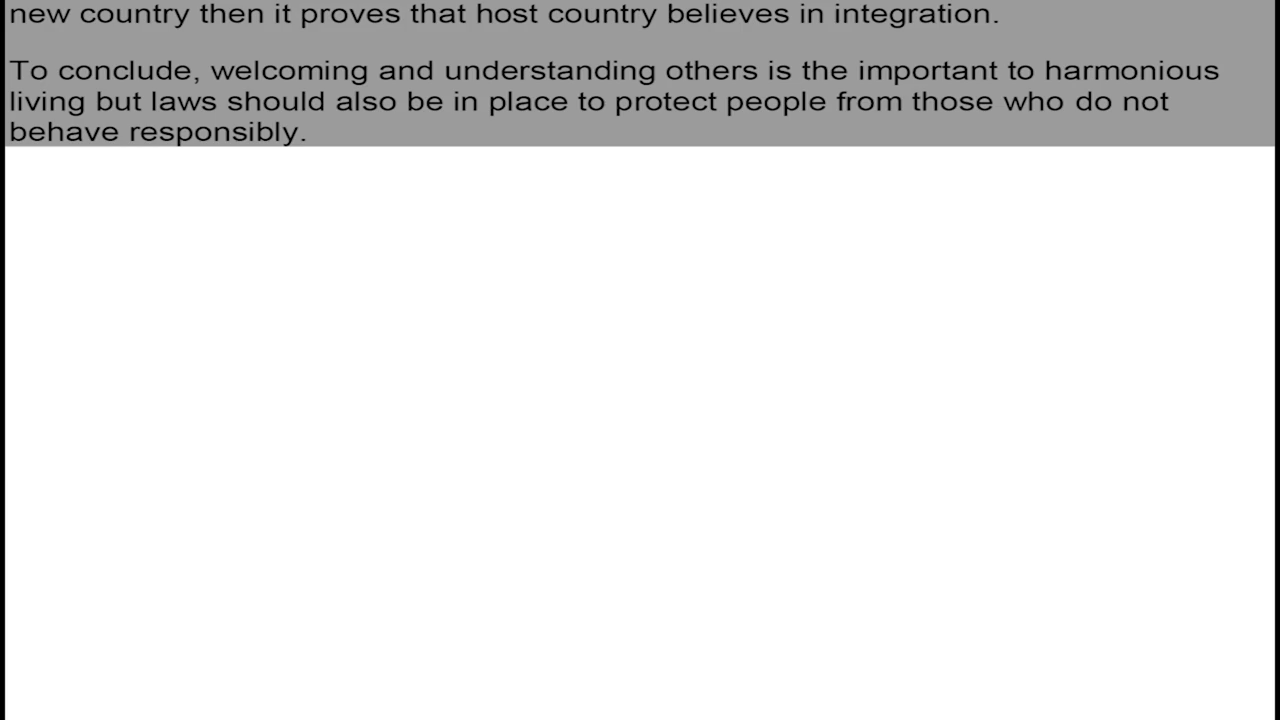 new country then it proves that host country believes in integration.
To conclude, welcoming and understanding others is the important to harmonious
living but laws should also be in place to protect people from those who do not
behave responsibly.